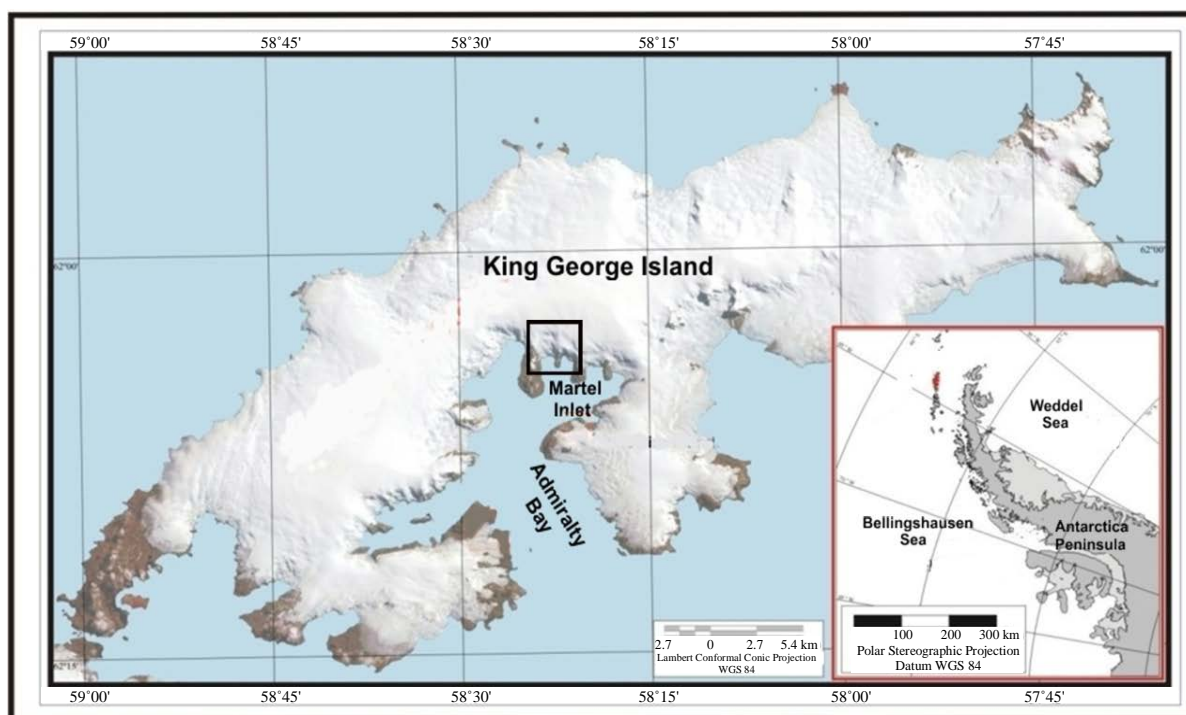 59°00' 58°45' 58°30' 58°15' 58°00' 57°45'
62°00'
62°00'
King George Island
Martel
Inlet
Admiralty
Bay
Weddel
Sea
Bellingshausen
Sea
Antarctica
Peninsula
100 200 300 km
Polar Stereographic Projection
Datum WGS 84
2.7 0 2.7 5.4 km
Lambert Conformal Conic Projection
WGS 84
62°15'
59°00' 58°45' 58°30' 58°15' 58°00' 57°45'